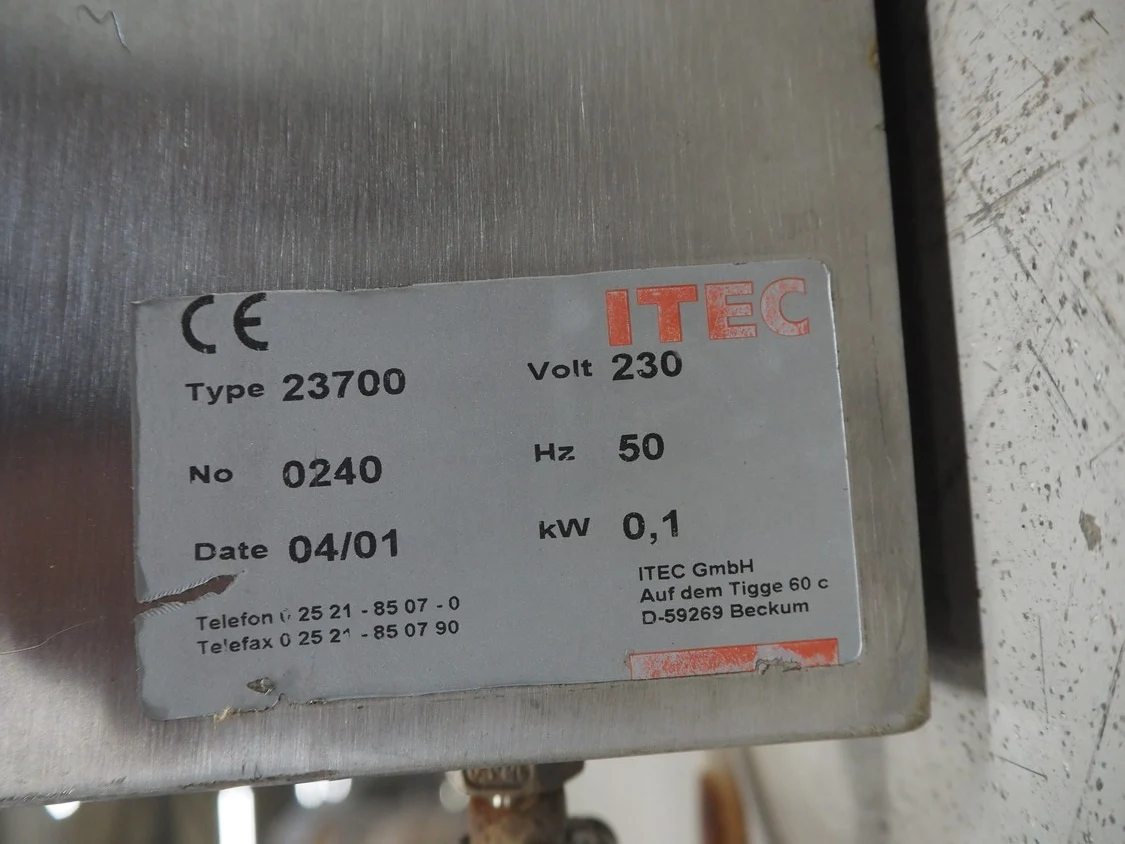 CE
ITEC
Type 23700
Volt 230
No 0240
Hz 50
Date 04/01
kW 0,1
Telefon 0 25 21 - 85 07 - 0
Telefax 0 25 21 - 85 07 90
ITEC GmbH
Auf dem Tigge 60 c
D-59269 Beckum